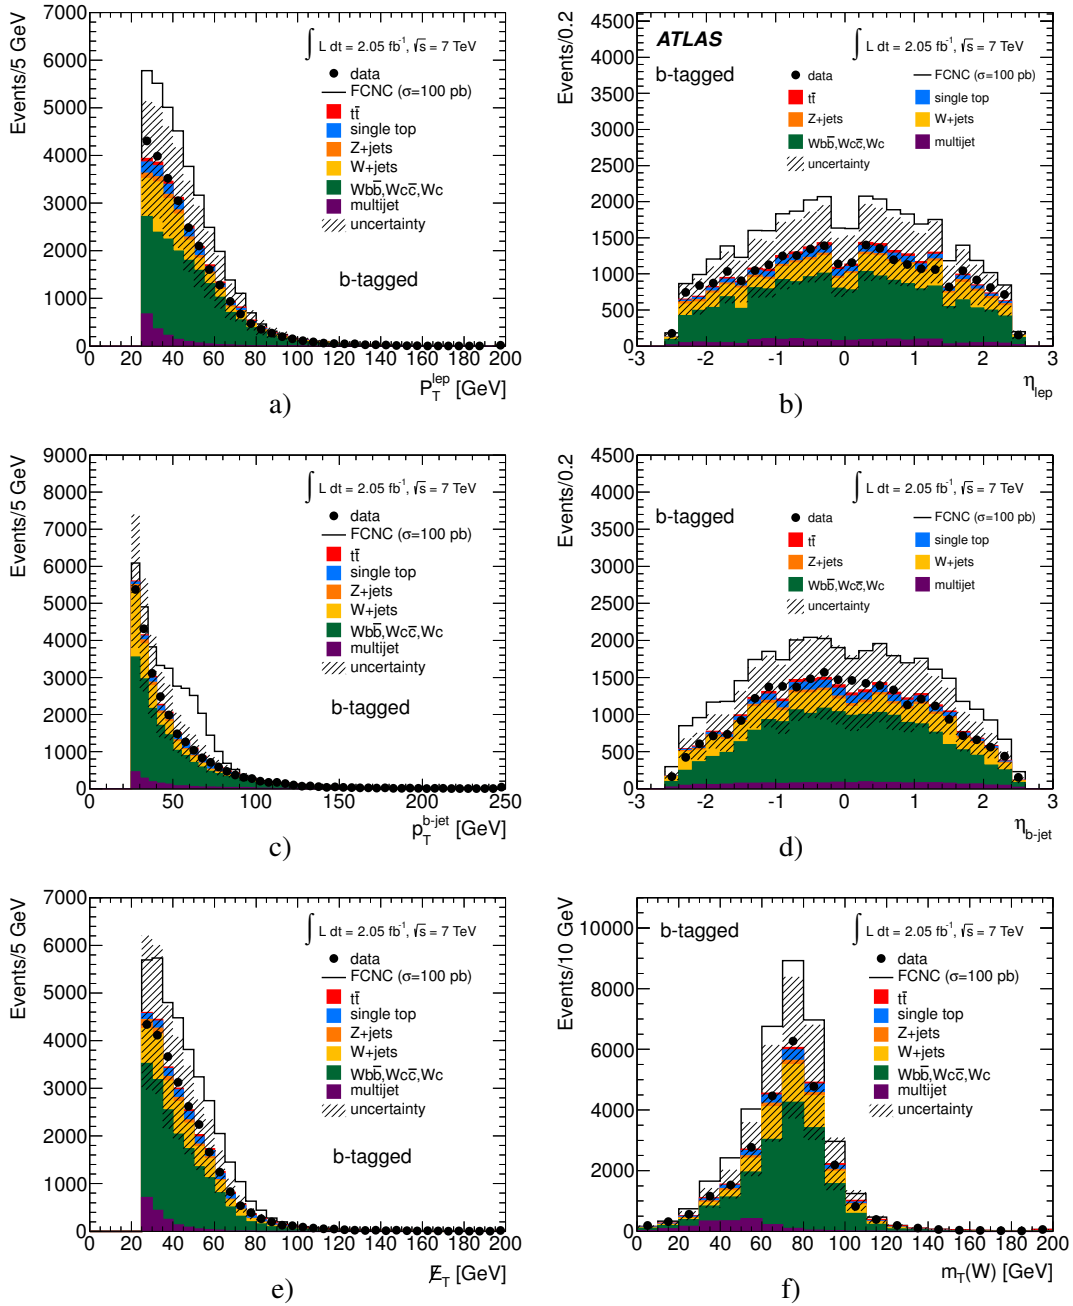 Events/5 GeV
7000
6000
5000
4000
3000
2000
1000
0
∫ L dt = 2.05 fb⁻¹, √s = 7 TeV
data
FCNC (σ=100 pb)
tt̄
single top
Z+jets
W+jets
Wbb̄,Wcc̄,Wc
multijet
uncertainty
b-tagged
0 20 40 60 80 100 120 140 160 180 200
P_T^lep [GeV]
a)
Events/0.2
4500
4000
3500
3000
2500
2000
1500
1000
500
0
ATLAS
∫ L dt = 2.05 fb⁻¹, √s = 7 TeV
b-tagged
data FCNC (σ=100 pb)
tt̄ single top
Z+jets W+jets
Wbb̄,Wcc̄,Wc multijet
uncertainty
-3 -2 -1 0 1 2 3
η_lep
b)
Events/5 GeV
9000
8000
7000
6000
5000
4000
3000
2000
1000
0
∫ L dt = 2.05 fb⁻¹, √s = 7 TeV
data
FCNC (σ=100 pb)
tt̄
single top
Z+jets
W+jets
Wbb̄,Wcc̄,Wc
multijet
uncertainty
b-tagged
0 50 100 150 200 250
p_T^b-jet [GeV]
c)
Events/0.2
4500
4000
3500
3000
2500
2000
1500
1000
500
0
∫ L dt = 2.05 fb⁻¹, √s = 7 TeV
b-tagged
data FCNC (σ=100 pb)
tt̄ single top
Z+jets W+jets
Wbb̄,Wcc̄,Wc multijet
uncertainty
-3 -2 -1 0 1 2 3
η_b-jet
d)
Events/5 GeV
7000
6000
5000
4000
3000
2000
1000
0
∫ L dt = 2.05 fb⁻¹, √s = 7 TeV
data
FCNC (σ=100 pb)
tt̄
single top
Z+jets
W+jets
Wbb̄,Wcc̄,Wc
multijet
uncertainty
b-tagged
0 20 40 60 80 100 120 140 160 180 200
E̸_T [GeV]
e)
Events/10 GeV
10000
8000
6000
4000
2000
0
b-tagged
∫ L dt = 2.05 fb⁻¹, √s = 7 TeV
data
FCNC (σ=100 pb)
tt̄
single top
Z+jets
W+jets
Wbb̄,Wcc̄,Wc
multijet
uncertainty
0 20 40 60 80 100 120 140 160 180 200
m_T(W) [GeV]
f)